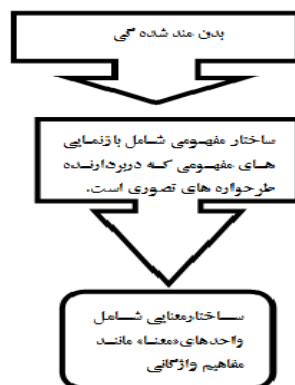 بدن مند شده گی
ساختار مفهومی شامل بازنمایی
های مفهومی که دربردارنده
طرحواره های تصوری است.
ساختارمعنایی شامل
واحدهای«معنا» مانند
مفاهیم واژگانی